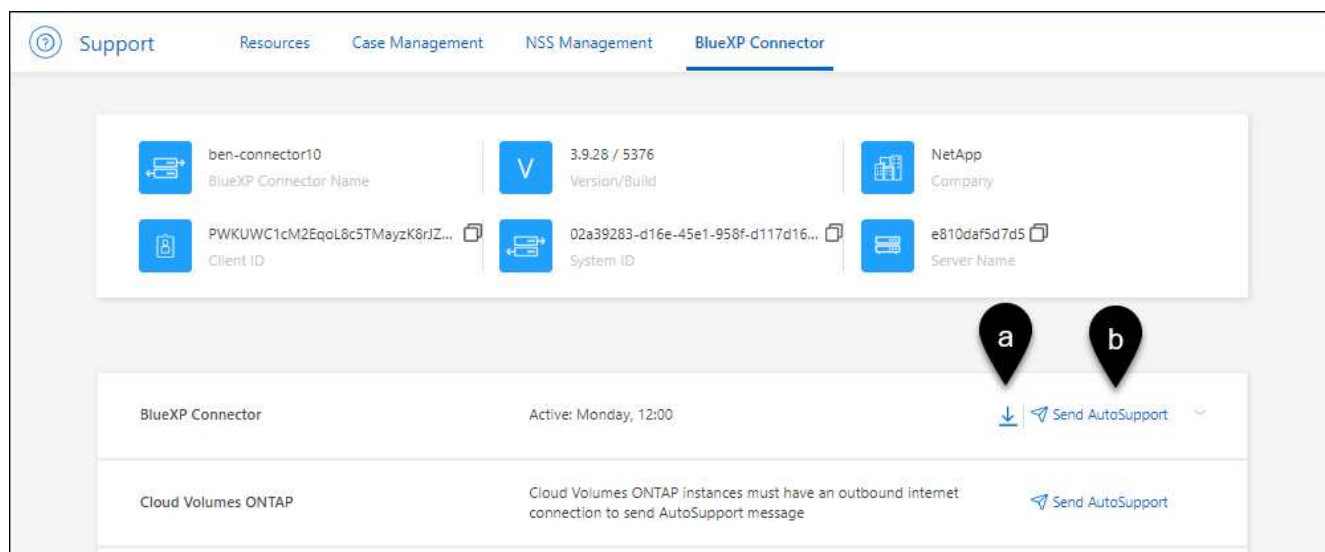 Support
Resources
Case Management
NSS Management
BlueXP Connector
ben-connector10
BlueXP Connector Name
V
3.9.28 / 5376
Version/Build
NetApp
Company
PWKUWC1cM2EqoL8c5TMayzK8rJZ...
Client ID
02a39283-d16e-45e1-958f-d117d16...
System ID
e810daf5d7d5
Server Name
a
b
BlueXP Connector
Active: Monday, 12:00
Send AutoSupport
Cloud Volumes ONTAP
Cloud Volumes ONTAP instances must have an outbound internet
connection to send AutoSupport message
Send AutoSupport